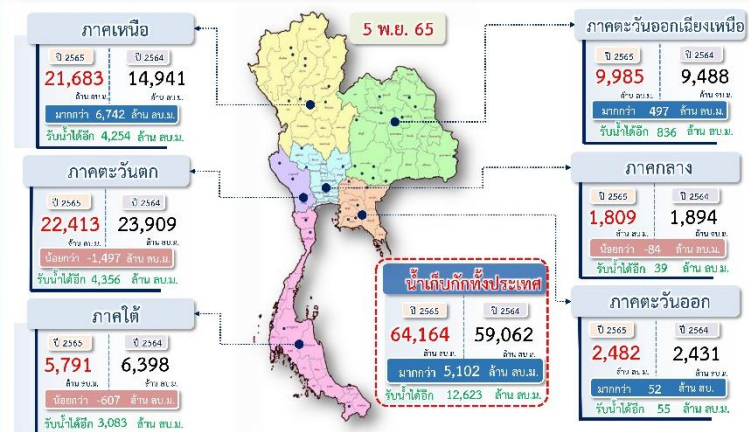 ภาคเหนือ
ปี 2565 ปี 2564
21,683 14,941
ล้าน ลบ.ม. ล้าน ลบ.ม.
มากกว่า 6,742 ล้าน ลบ.ม.
รับน้ำได้อีก 4,254 ล้าน ลบ.ม.
5 พ.ย. 65
ภาคตะวันออกเฉียงเหนือ
ปี 2565 ปี 2564
9,985 9,488
ล้าน ลบ.ม. ล้าน ลบ.ม.
มากกว่า 497 ล้าน ลบ.ม.
รับน้ำได้อีก 836 ล้าน ลบ.ม.
ภาคตะวันตก
ปี 2565 ปี 2564
22,413 23,909
ล้าน ลบ.ม. ล้าน ลบ.ม.
น้อยกว่า -1,497 ล้าน ลบ.ม.
รับน้ำได้อีก 4,356 ล้าน ลบ.ม.
ภาคกลาง
ปี 2565 ปี 2564
1,809 1,894
ล้าน ลบ.ม. ล้าน ลบ.ม.
น้อยกว่า -84 ล้าน ลบ.ม.
รับน้ำได้อีก 39 ล้าน ลบ.ม.
ภาคใต้
ปี 2565 ปี 2564
5,791 6,398
ล้าน ลบ.ม. ล้าน ลบ.ม.
น้อยกว่า -607 ล้าน ลบ.ม.
รับน้ำได้อีก 3,083 ล้าน ลบ.ม.
น้ำเก็บกักทั้งประเทศ
ปี 2565 ปี 2564
64,164 59,062
ล้าน ลบ.ม. ล้าน ลบ.ม.
มากกว่า 5,102 ล้าน ลบ.ม.
รับน้ำได้อีก 12,623 ล้าน ลบ.ม.
ภาคตะวันออก
ปี 2565 ปี 2564
2,482 2,431
ล้าน ลบ.ม. ล้าน ลบ.ม.
มากกว่า 52 ล้าน ลบ.
รับน้ำได้อีก 55 ล้าน ลบ.ม.